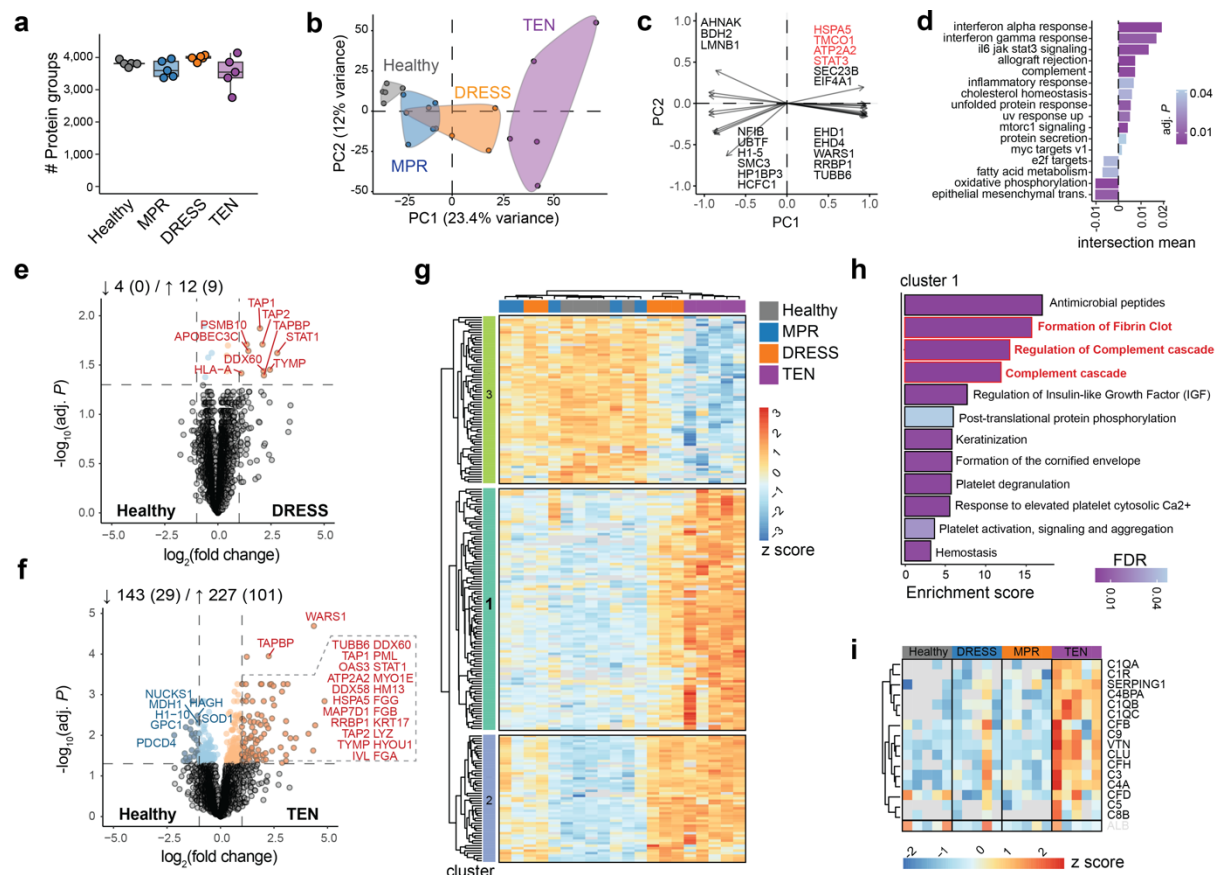 a
# Protein groups
4,000
3,000
2,000
1,000
0
Healthy
MPR
DRESS
TEN
b
PC2 (12% variance)
50
25
0
-25
-50
Healthy
MPR
DRESS
TEN
-25
0
25
50
PC1 (23.4% variance)
c
PC2
1.0
0.5
0.0
-0.5
-1.0
AHNAK
BDH2
LMNB1
HSPA5
TMCO1
ATP2A2
STAT3
SEC23B
EIF4A1
NFIB
UBTF
H1-5
SMC3
HP1BP3
HCFC1
EHD1
EHD4
WARS1
RRBP1
TUBB6
-1.0
-0.5
0.0
0.5
1.0
PC1
d
interferon alpha response
interferon gamma response
il6 jak stat3 signaling
allograft rejection
complement
inflammatory response
cholesterol homeostasis
unfolded protein response
uv response up
mtorc1 signaling
protein secretion
myc targets v1
e2f targets
fatty acid metabolism
oxidative phosphorylation
epithelial mesenchymal trans.
-0.01
0
0.01
0.02
intersection mean
adj. P
0.04
0.01
e
↓ 4 (0) / ↑ 12 (9)
-log10(adj. P)
2.0
1.5
1.0
0.5
0.0
TAP1
TAP2
TAPBP
STAT1
PSMB10
APOBEC3C
DDX60
HLA-A
TYMP
Healthy
DRESS
-5.0
-2.5
0.0
2.5
5.0
log2(fold change)
f
↓ 143 (29) / ↑ 227 (101)
-log10(adj. P)
5
4
3
2
1
0
WARS1
TAPBP
TUBB6 DDX60
TAP1 PML
OAS3 STAT1
ATP2A2 MYO1E
DDX58 HM13
HSPA5 FGG
MAP7D1 FGB
RRBP1 KRT17
TAP2 LYZ
TYMP HYOU1
IVL FGA
NUCKS1
HAGH
MDH1
H1-10
SOD1
GPC1
PDCD4
Healthy
TEN
-5.0
-2.5
0.0
2.5
5.0
log2(fold change)
g
3
1
2
cluster
Healthy
MPR
DRESS
TEN
3
2
1
0
-1
-2
-3
z score
h
cluster 1
Antimicrobial peptides
Formation of Fibrin Clot
Regulation of Complement cascade
Complement cascade
Regulation of Insulin-like Growth Factor (IGF)
Post-translational protein phosphorylation
Keratinization
Formation of the cornified envelope
Platelet degranulation
Response to elevated platelet cytosolic Ca2+
Platelet activation, signaling and aggregation
Hemostasis
0
5
10
15
Enrichment score
FDR
0.01
0.04
i
Healthy
DRESS
MPR
TEN
C1QA
C1R
SERPING1
C4BPA
C1QB
C1QC
CFB
C9
VTN
CLU
CFH
C3
C4A
CFD
C5
C8B
ALB
-2
-1
0
1
2
z score